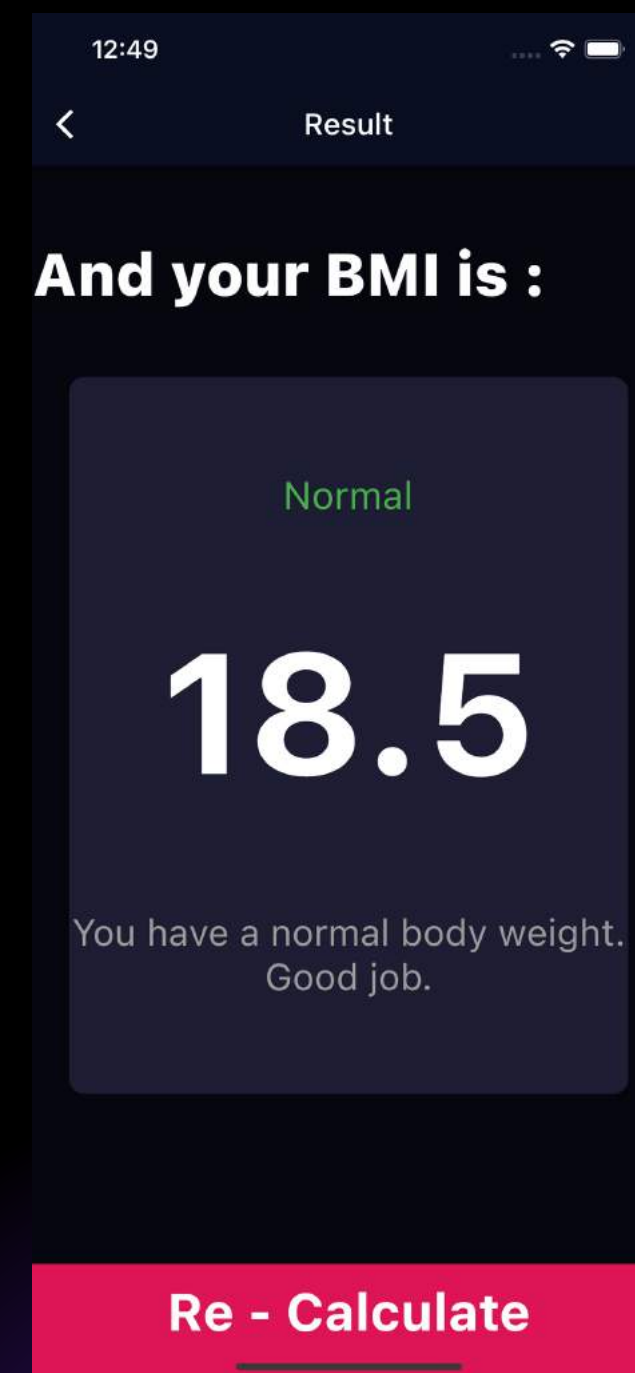 12:49
Result
And your BMI is :
Normal
18.5
You have a normal body weight.
Good job.
Re - Calculate